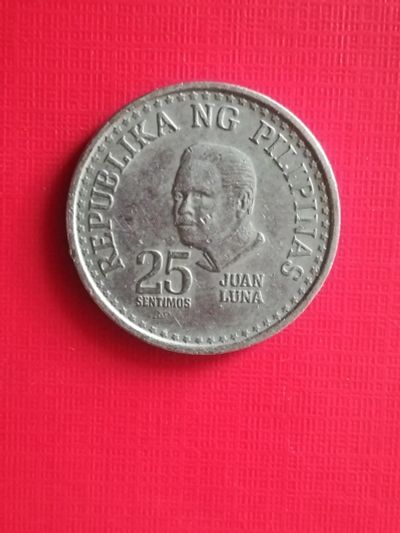 REPUBLIKA NG PILIPINAS
25
SENTIMOS
JUAN
LUNA